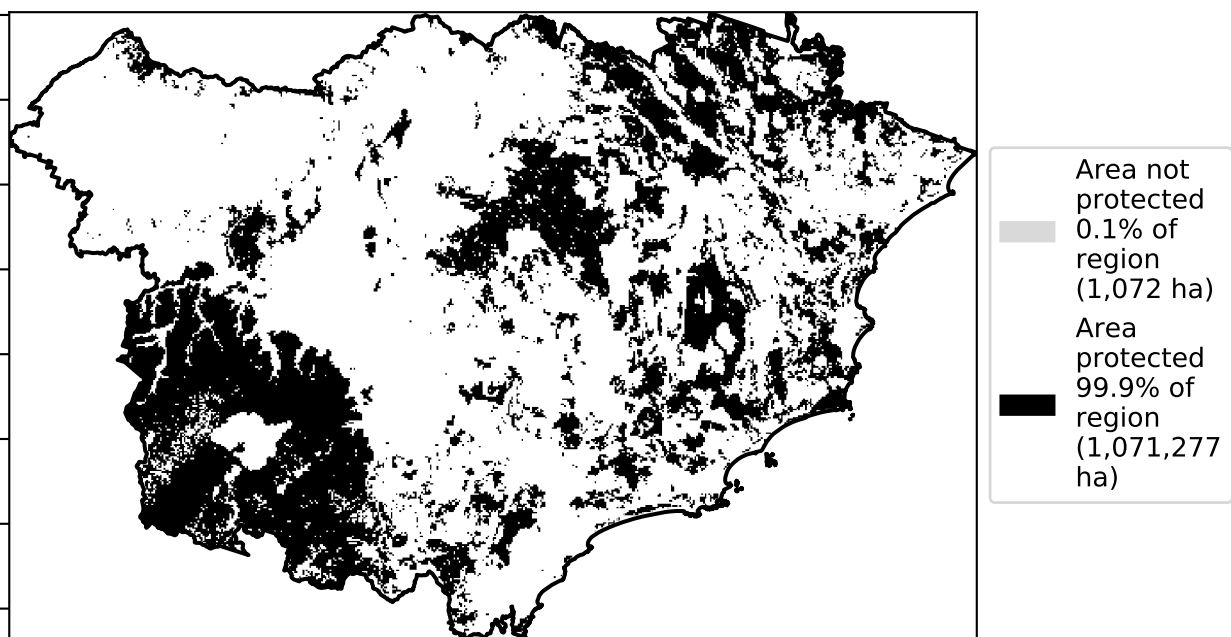 Area not
protected
0.1% of
region
(1,072 ha)
Area
protected
99.9% of
region
(1,071,277
ha)